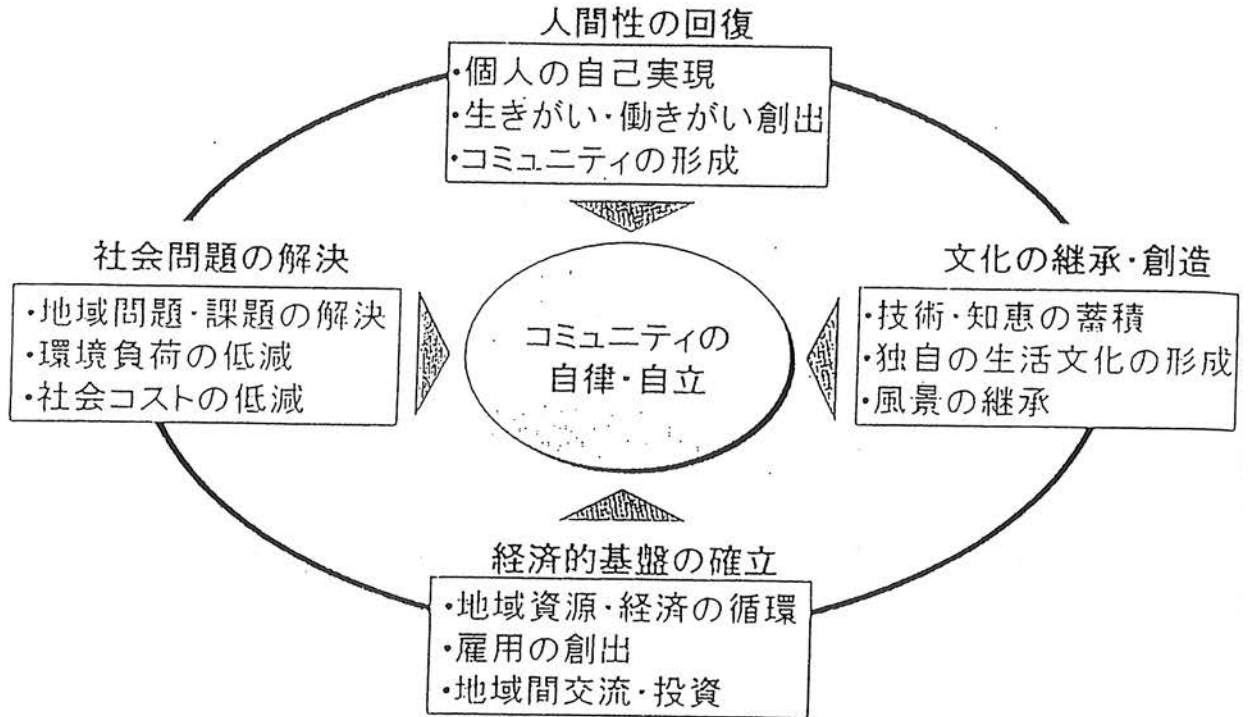 人間性の回復
・個人の自己実現
・生きがい・働きがい創出
・コミュニティの形成
社会問題の解決
・地域問題・課題の解決
・環境負荷の低減
・社会コストの低減
コミュニティの
自律・自立
文化の継承・創造
・技術・知恵の蓄積
・独自の生活文化の形成
・風景の継承
経済的基盤の確立
・地域資源・経済の循環
・雇用の創出
・地域間交流・投資